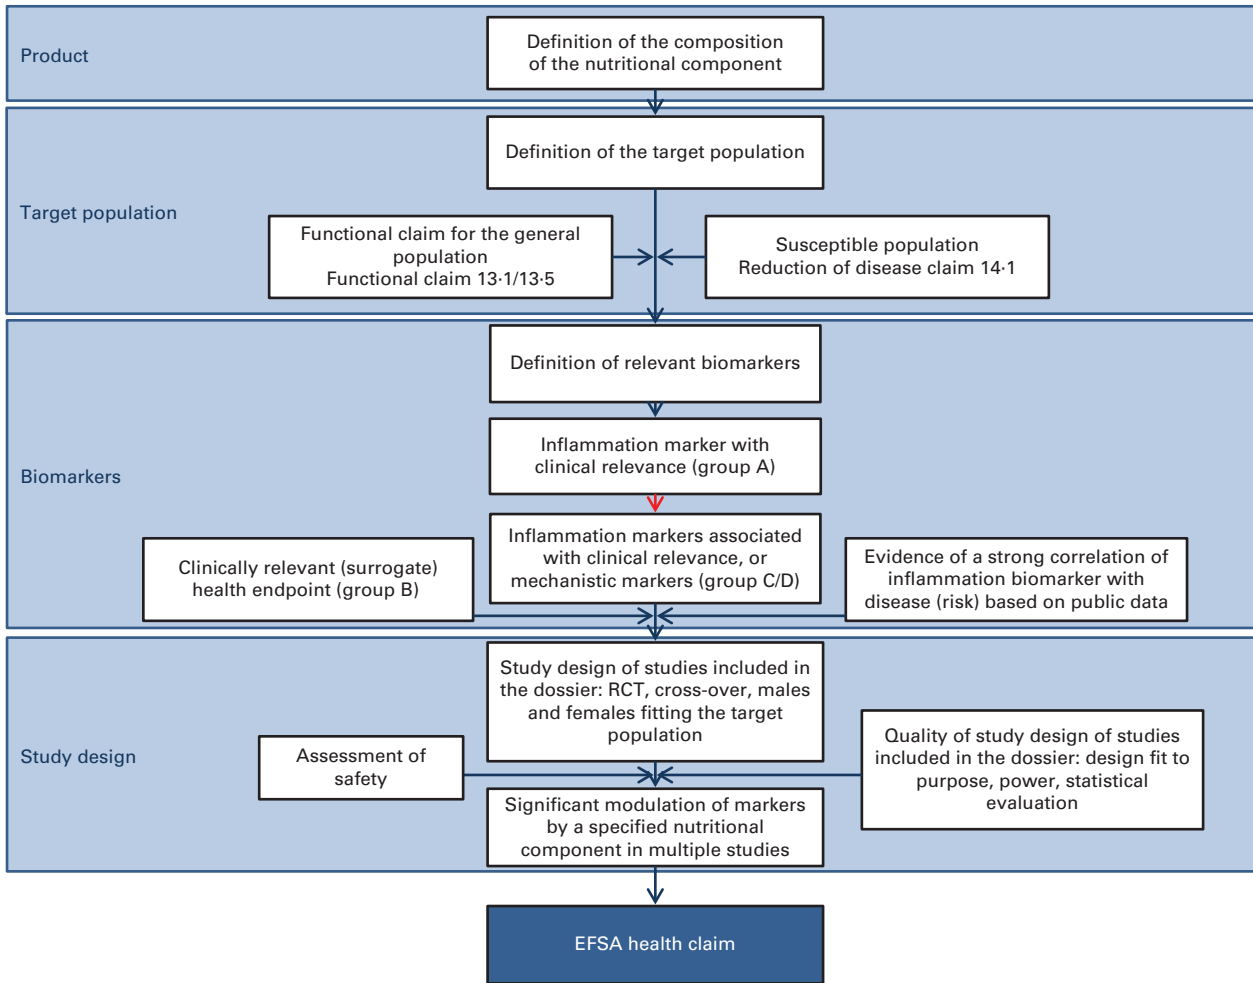 Product
Definition of the composition
of the nutritional component
Definition of the target population
Target population
Functional claim for the general
population
Functional claim 13·1/13·5
Susceptible population
Reduction of disease claim 14·1
Definition of relevant biomarkers
Inflammation marker with
clinical relevance (group A)
Biomarkers
Inflammation markers associated
with clinical relevance, or
mechanistic markers (group C/D)
Clinically relevant (surrogate)
health endpoint (group B)
Evidence of a strong correlation of
inflammation biomarker with
disease (risk) based on public data
Study design of studies included in
the dossier: RCT, cross-over, males
and females fitting the target
population
Study design
Assessment of
safety
Quality of study design of studies
included in the dossier: design fit to
purpose, power, statistical
evaluation
Significant modulation of markers
by a specified nutritional
component in multiple studies
EFSA health claim